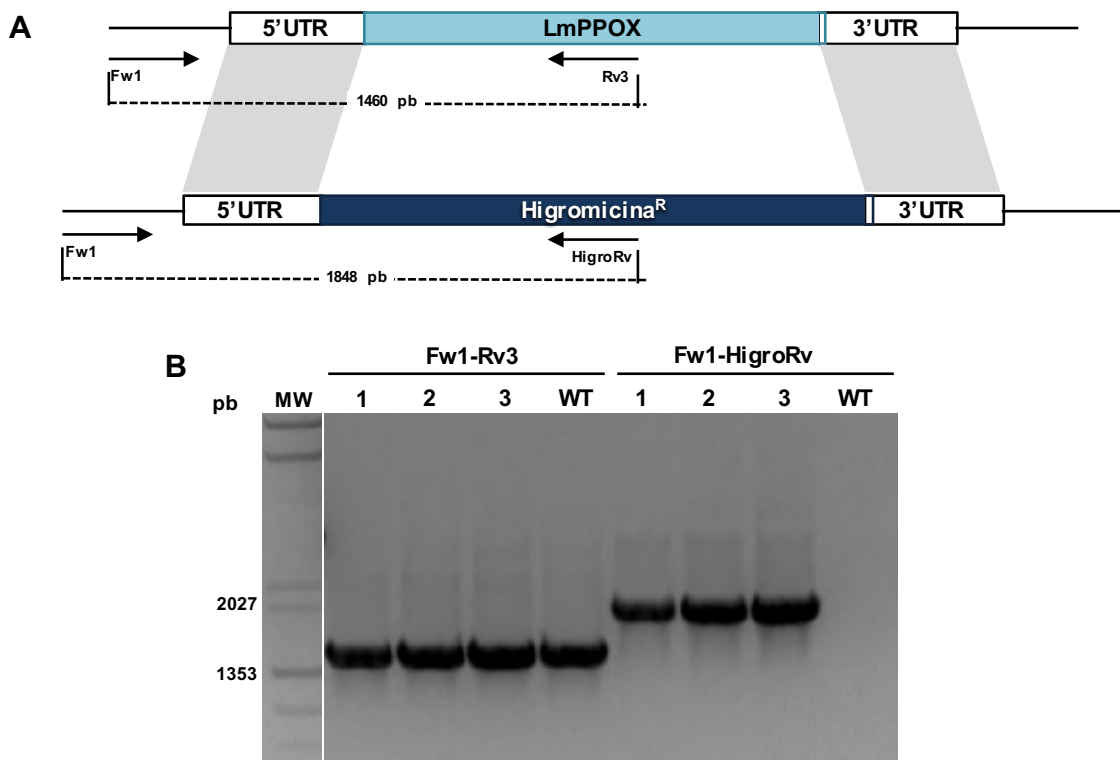 A
5'UTR LmPPOX 3'UTR
Fw1 Rv3
1460 pb
5'UTR Higromicinaᴿ 3'UTR
Fw1 HigroRv
1848 pb
B
Fw1-Rv3 Fw1-HigroRv
pb MW 1 2 3 WT 1 2 3 WT
2027
1353